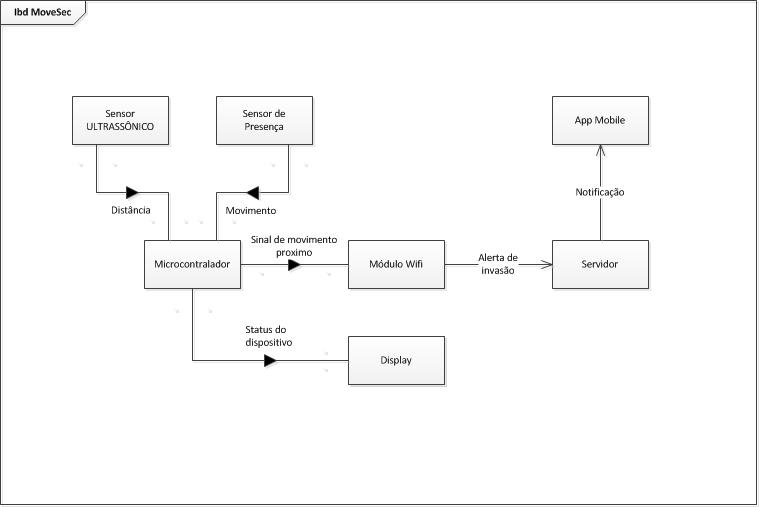 Ibd MoveSec
Sensor
ULTRASSÔNICO
Sensor de
Presença
App Mobile
Distância
Movimento
Notificação
Microcontralador
Sinal de movimento
proximo
Módulo Wifi
Alerta de
invasão
Servidor
Status do
dispositivo
Display